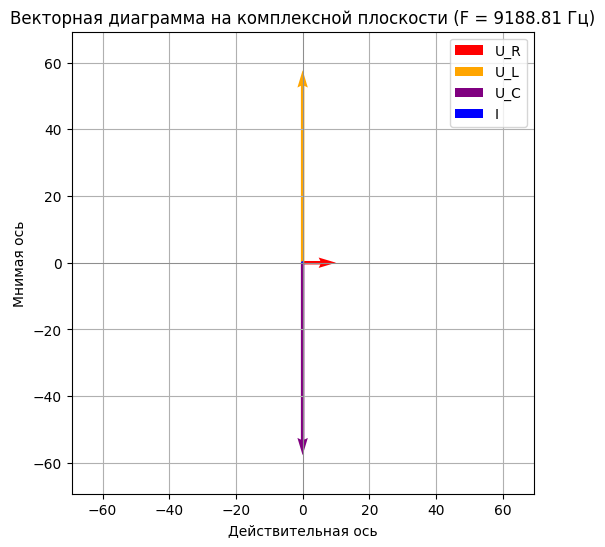 Векторная диаграмма на комплексной плоскости (F = 9188.81 Гц)
U_R
U_L
U_C
I
60
40
20
0
−20
−40
−60
Мнимая ось
−60 −40 −20 0 20 40 60
Действительная ось